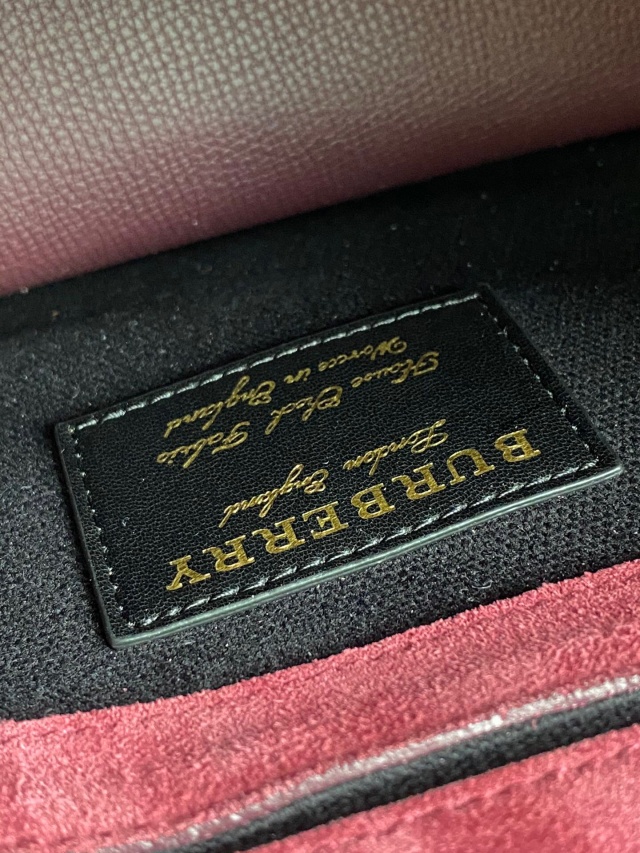 BURBERRY
London England
House Check Fabric
Woven in England